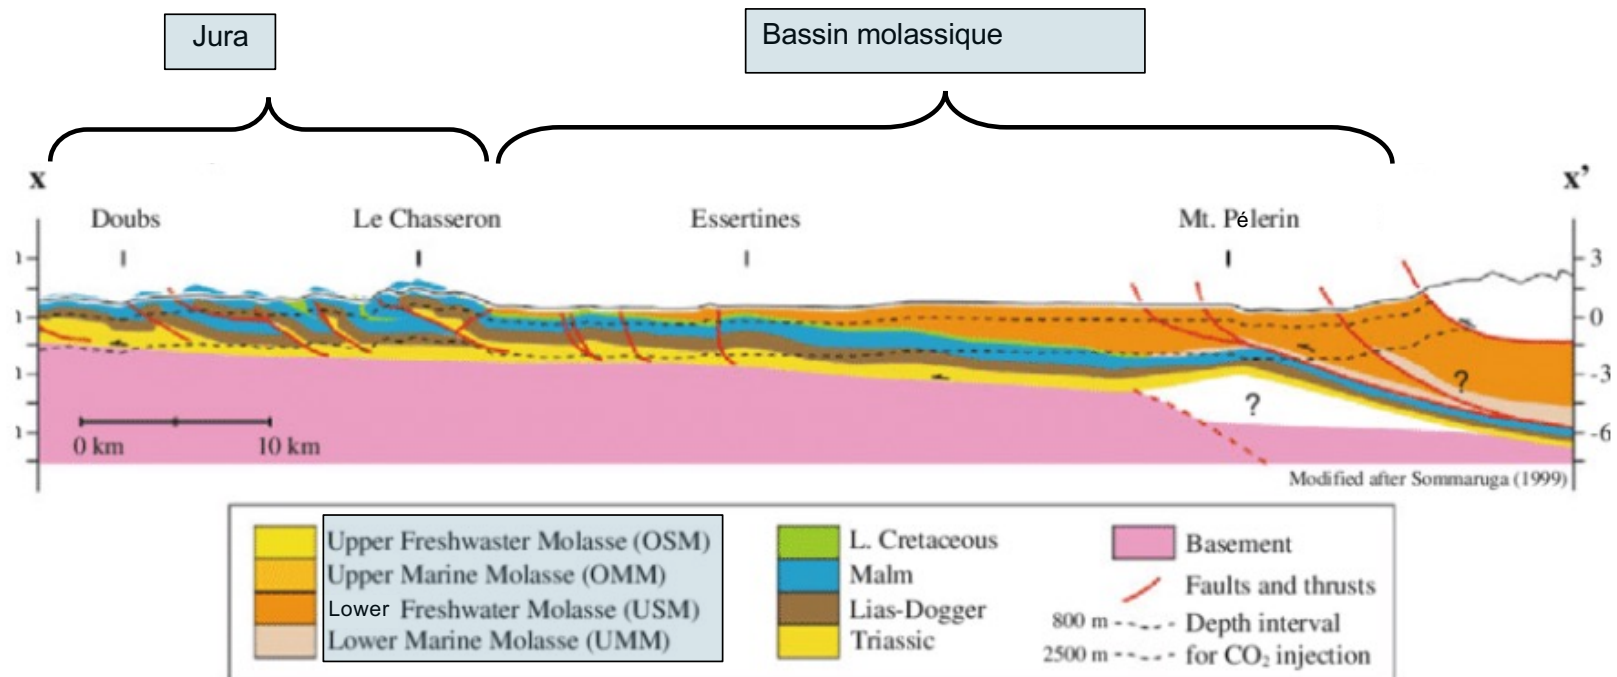 Jura
Bassin molassique
x
x'
Doubs
Le Chasseron
Essertines
Mt. Pélerin
3
0
-3
-6
?
?
0 km
10 km
Modified after Sommaruga (1999)
Upper Freshwaster Molasse (OSM)
Upper Marine Molasse (OMM)
Lower Freshwater Molasse (USM)
Lower Marine Molasse (UMM)
L. Cretaceous
Malm
Lias-Dogger
Triassic
Basement
Faults and thrusts
800 m Depth interval
2500 m for CO₂ injection